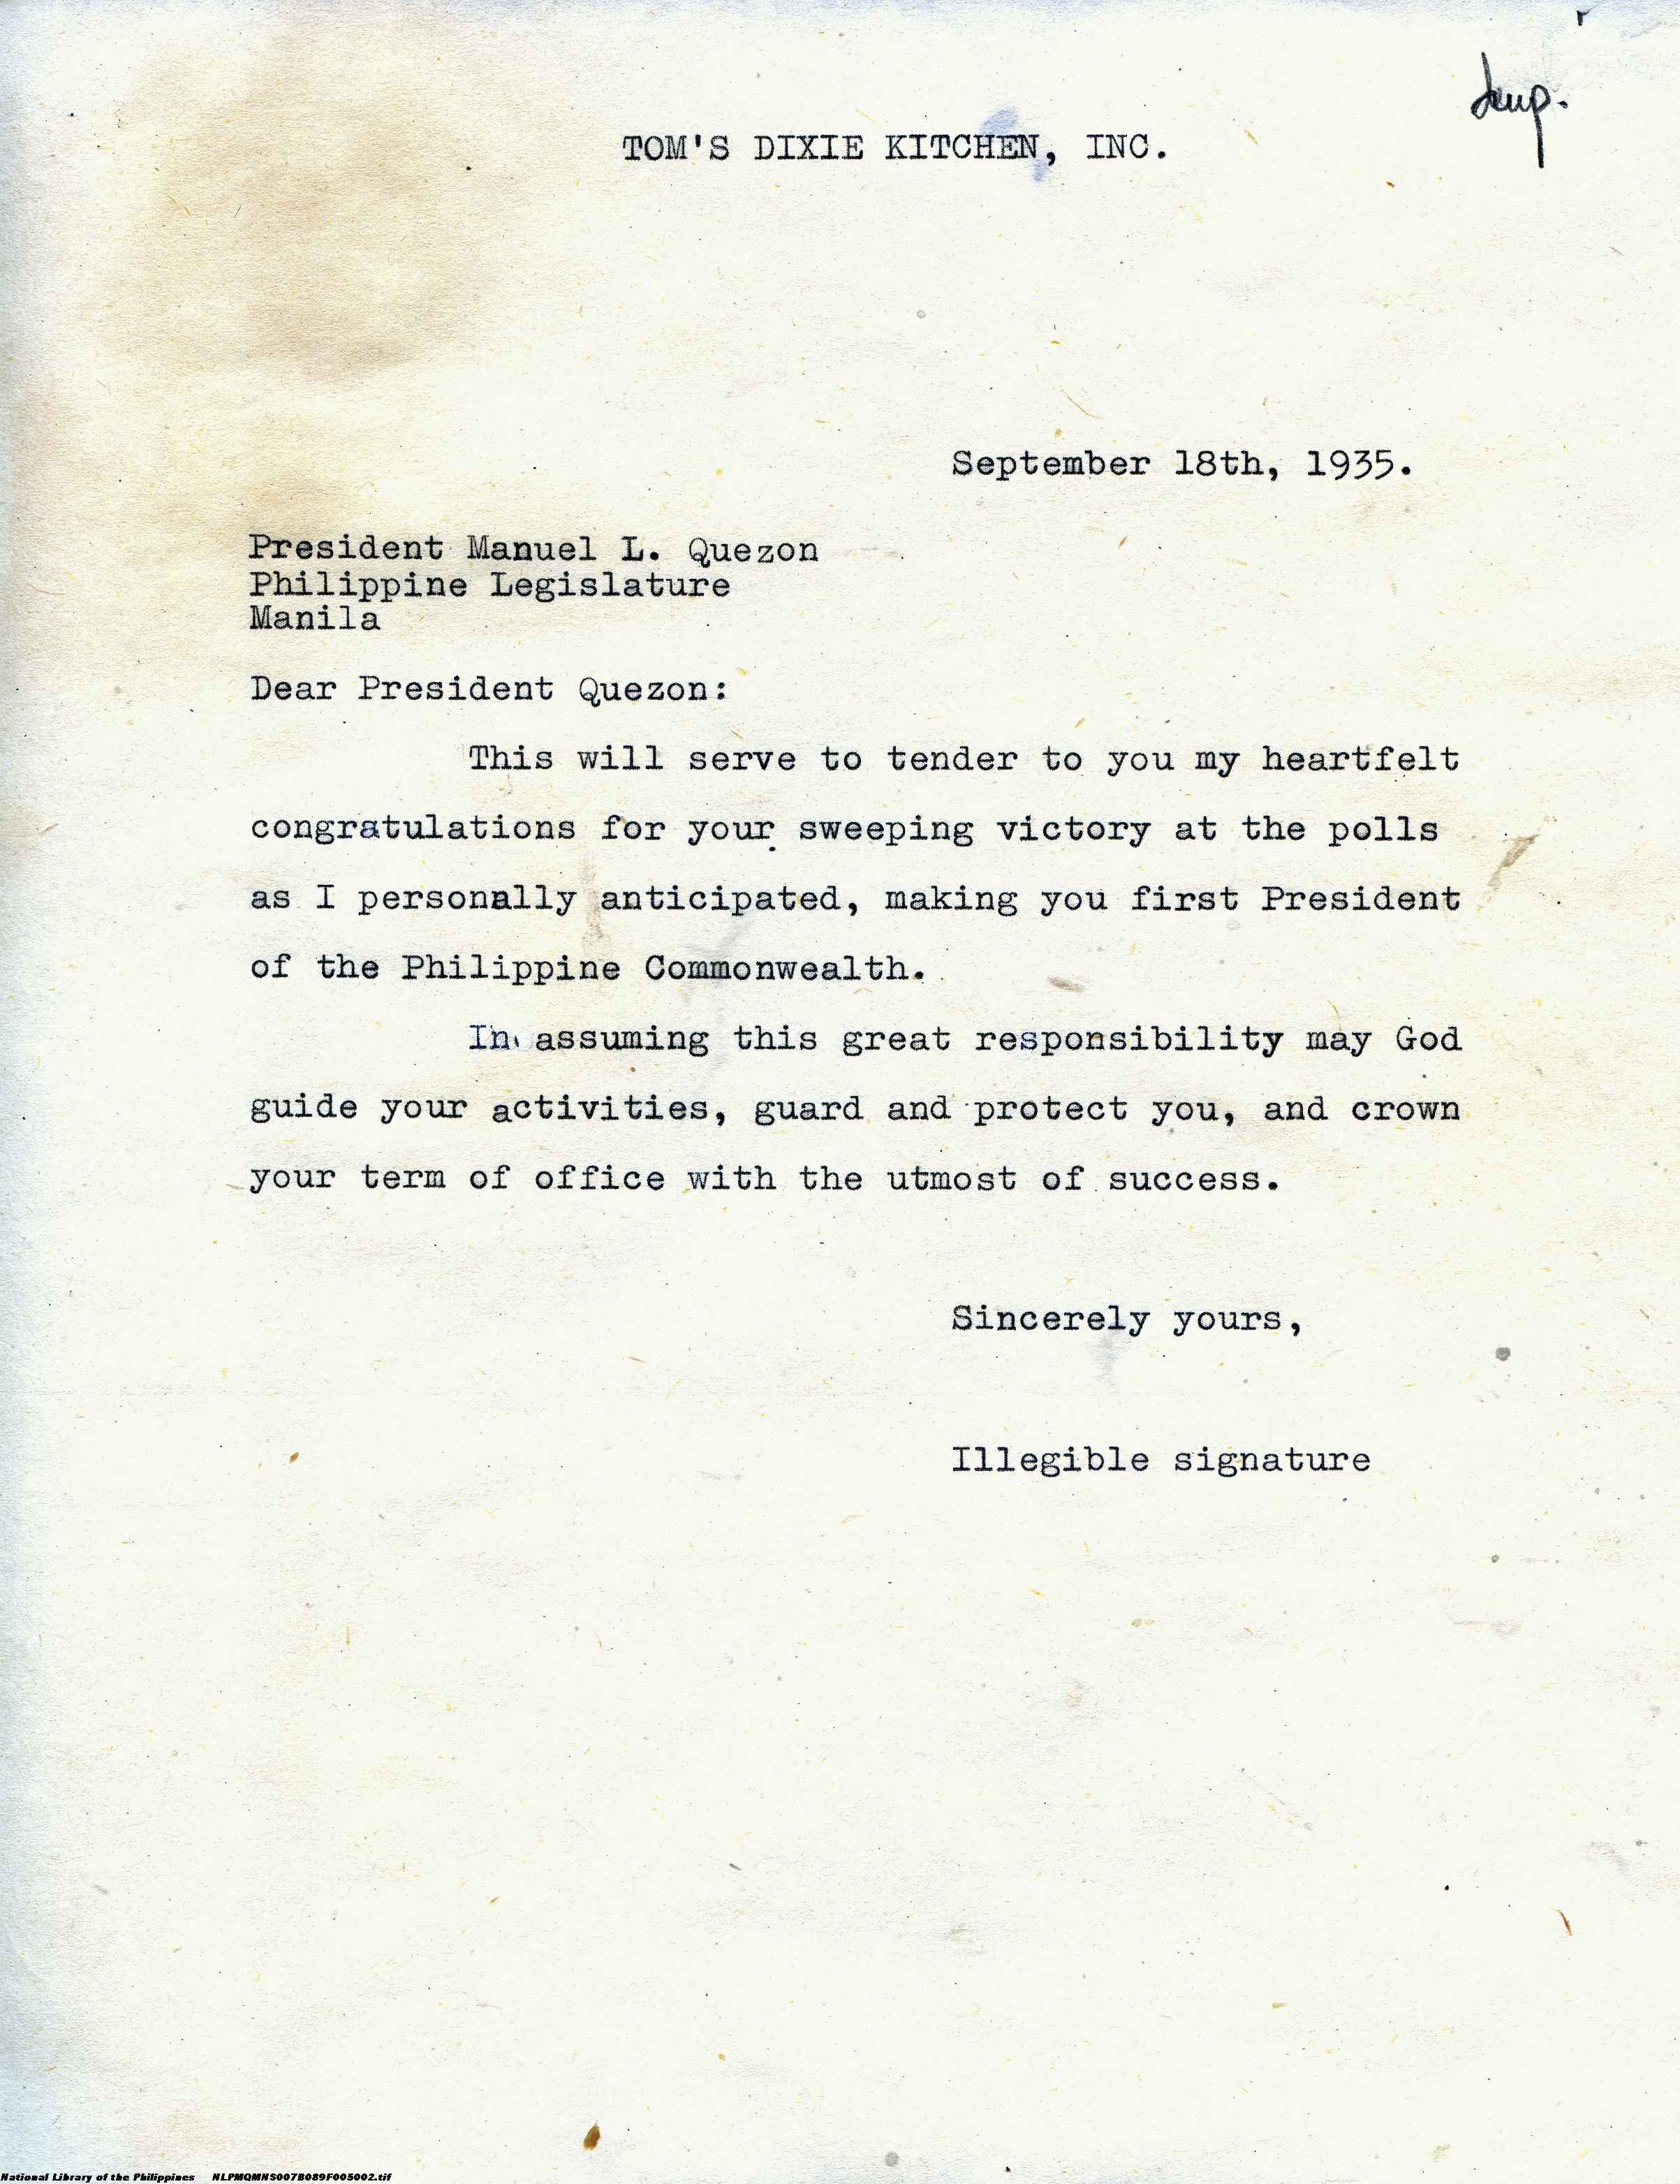 dup.
TOM'S DIXIE KITCHEN, INC.
September 18th, 1935.
President Manuel L. Quezon
Philippine Legislature
Manila
Dear President Quezon:
This will serve to tender to you my heartfelt
congratulations for your sweeping victory at the polls
as I personally anticipated, making you first President
of the Philippine Commonwealth.
In assuming this great responsibility may God
guide your activities, guard and protect you, and crown
your term of office with the utmost of success.
Sincerely yours,
Illegible signature
National Library of the Philippines NLPMQMNS007B089F005002.tif